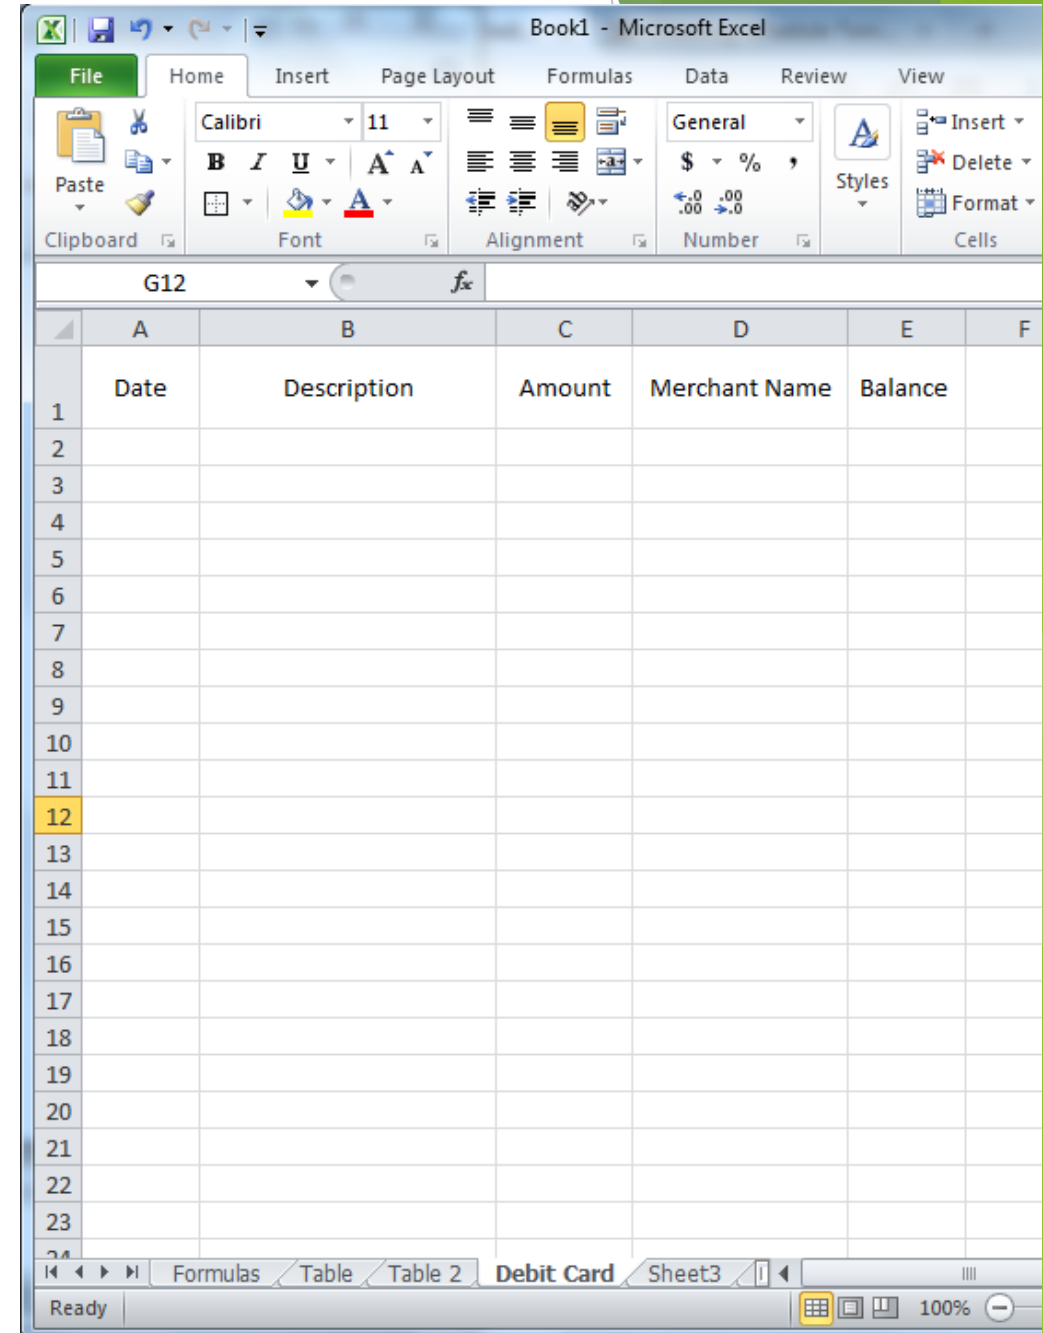 Book1 - Microsoft Excel
File Home Insert Page Layout Formulas Data Review View
Calibri 11 General Insert
B I U A A $ % , Delete
Paste Styles Format
Clipboard Font Alignment Number Cells
G12 fx
A B C D E F
1 Date Description Amount Merchant Name Balance
2
3
4
5
6
7
8
9
10
11
12
13
14
15
16
17
18
19
20
21
22
23
24
Formulas Table Table 2 Debit Card Sheet3
Ready 100%